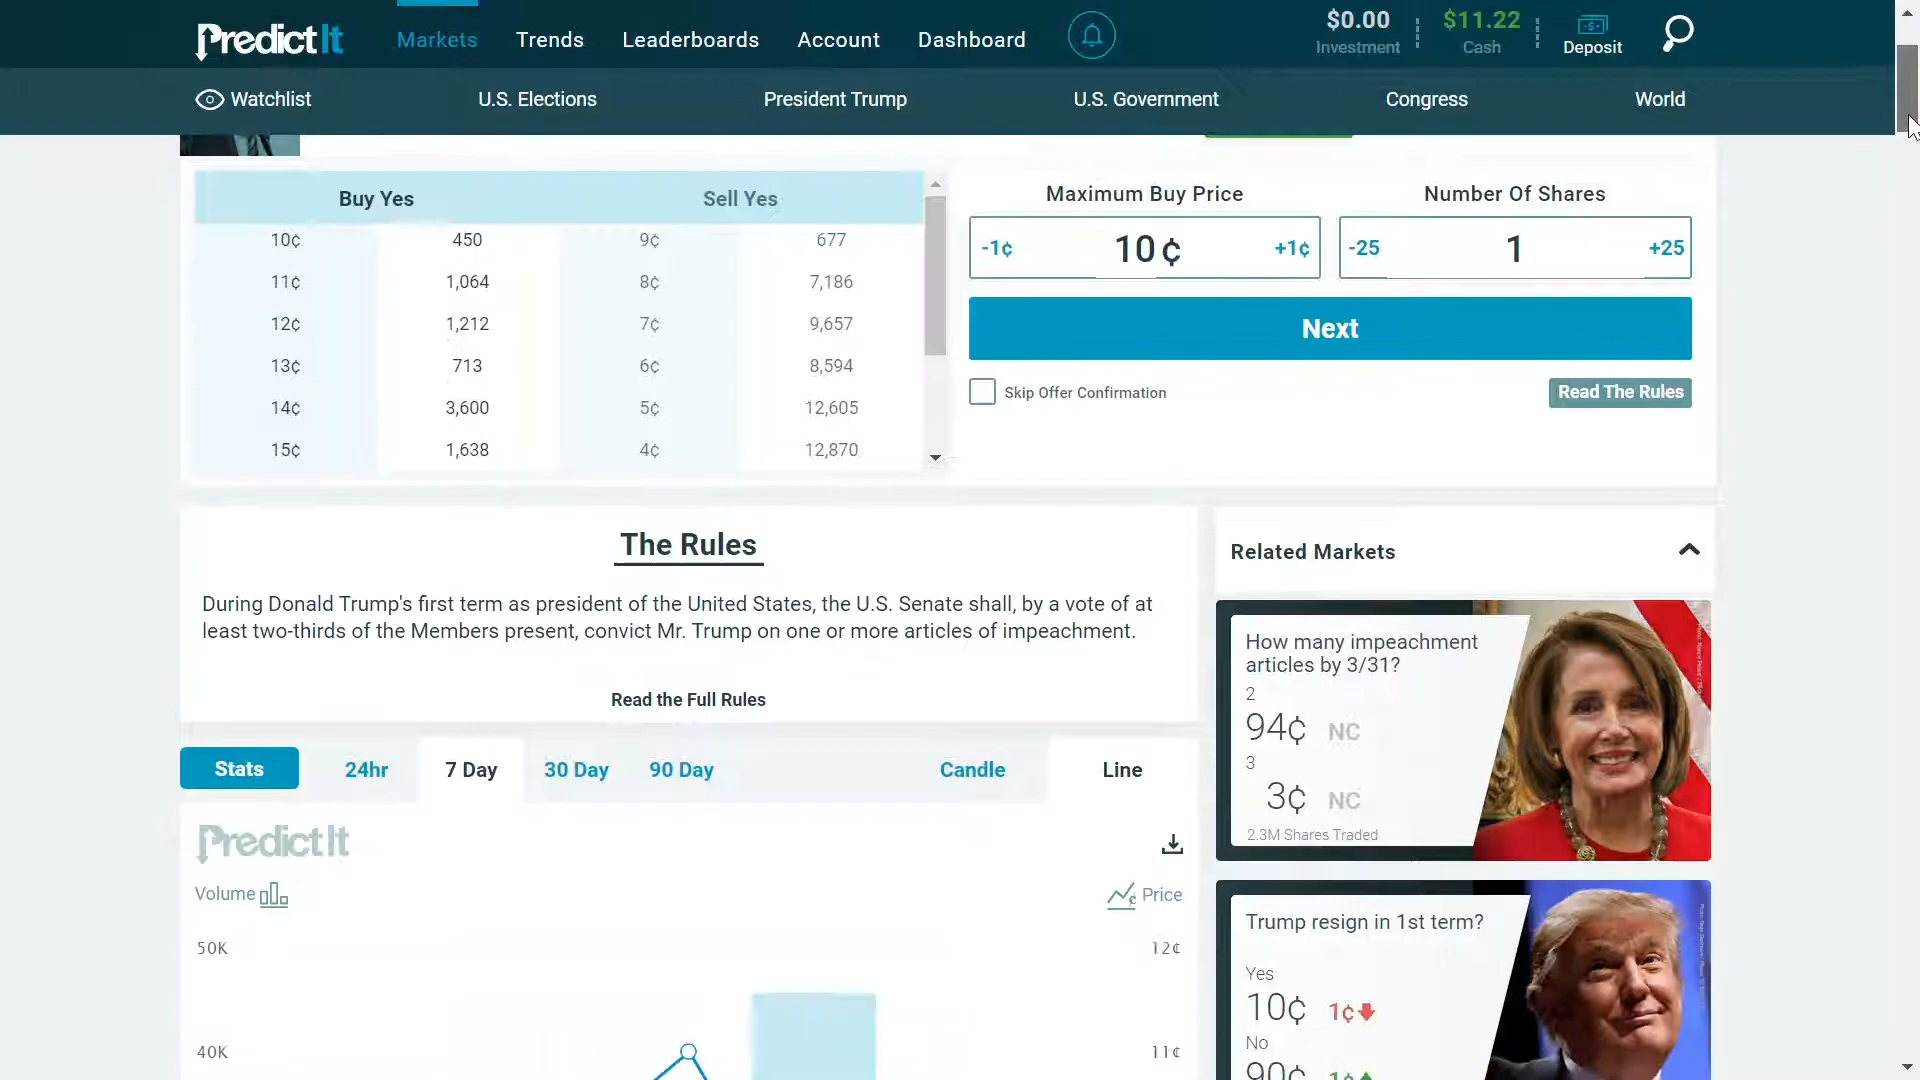 PredictIt
Markets
Trends
Leaderboards
Account
Dashboard
$0.00
Investment
$11.22
Cash
Deposit
Watchlist
U.S. Elections
President Trump
U.S. Government
Congress
World
Buy Yes
Sell Yes
10¢ 450 9¢ 677
11¢ 1,064 8¢ 7,186
12¢ 1,212 7¢ 9,657
13¢ 713 6¢ 8,594
14¢ 3,600 5¢ 12,605
15¢ 1,638 4¢ 12,870
Maximum Buy Price
-1¢ 10 ¢ +1¢
Number Of Shares
-25 1 +25
Next
Skip Offer Confirmation
Read The Rules
The Rules
During Donald Trump's first term as president of the United States, the U.S. Senate shall, by a vote of at
least two-thirds of the Members present, convict Mr. Trump on one or more articles of impeachment.
Read the Full Rules
Stats
24hr
7 Day
30 Day
90 Day
Candle
Line
PredictIt
Volume
¢ Price
50K
12¢
40K
11¢
Related Markets
How many impeachment
articles by 3/31?
2
94¢ NC
3
3¢ NC
2.3M Shares Traded
Trump resign in 1st term?
Yes
10¢ 1¢
No
90¢ 1¢